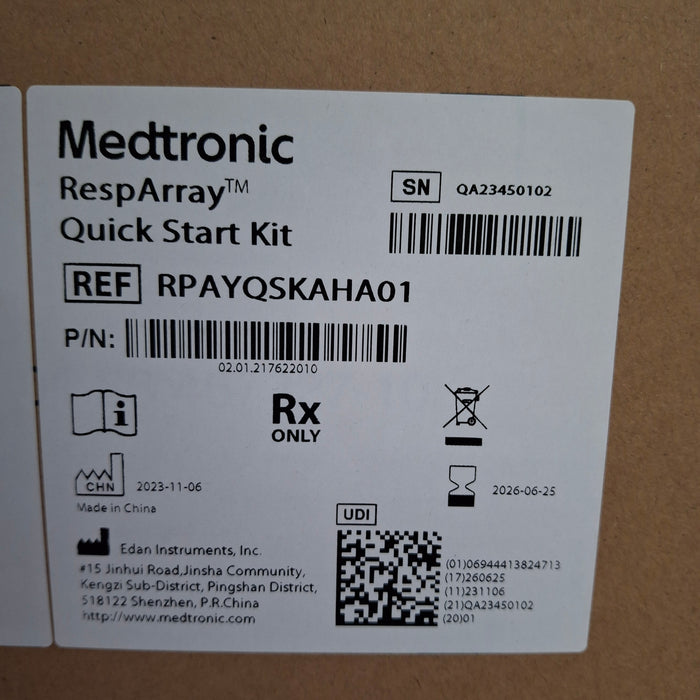 Medtronic
RespArray™
Quick Start Kit
SN QA23450102
REF RPAYQSKAHA01
P/N:
02.01.217622010
Rx
ONLY
CHN 2023-11-06
Made in China
2026-06-25
Edan Instruments, Inc.
#15 Jinhui Road,Jinsha Community,
Kengzi Sub-District, Pingshan District,
518122 Shenzhen, P.R.China
http://www.medtronic.com
UDI
(01)06944413824713
(17)260625
(11)231106
(21)QA23450102
(20)01